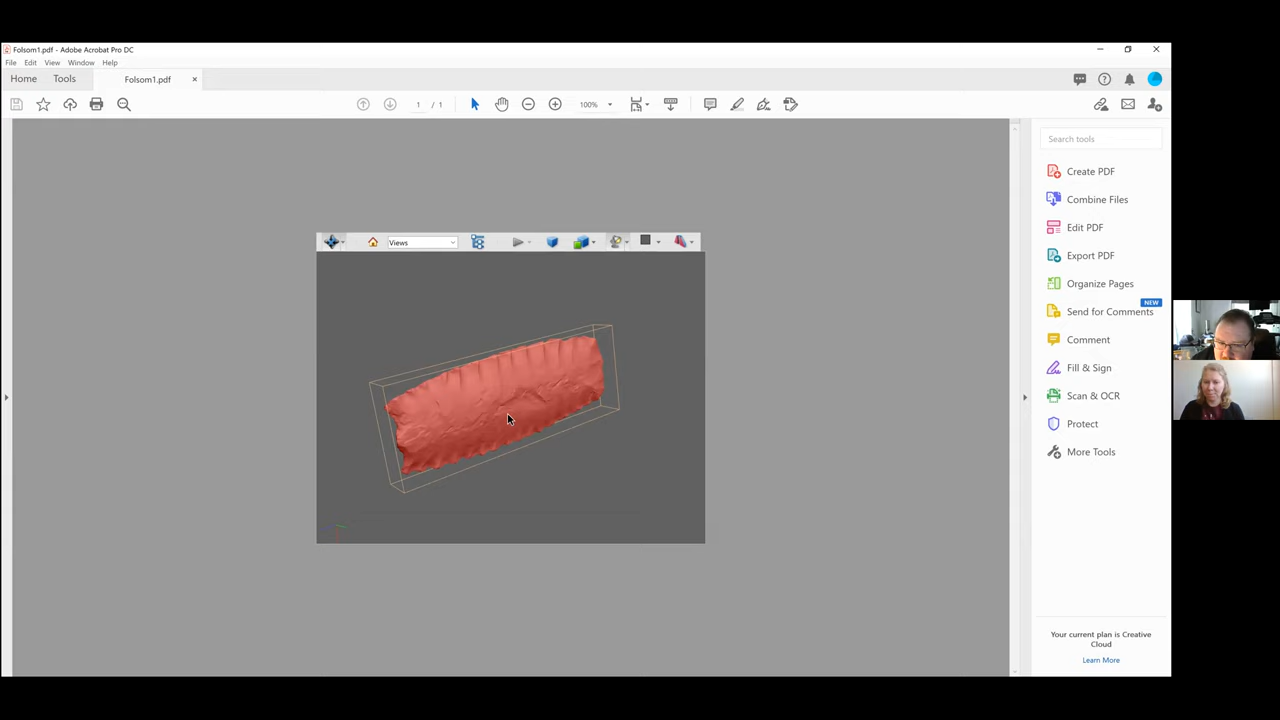 Folsom1.pdf - Adobe Acrobat Pro DC
File Edit View Window Help
Home Tools Folsom1.pdf
1 / 1 100%
Search tools
Views
Create PDF
Combine Files
Edit PDF
Export PDF
Organize Pages
NEW
Send for Comments
Comment
Fill & Sign
Scan & OCR
Protect
More Tools
Your current plan is Creative
Cloud
Learn More